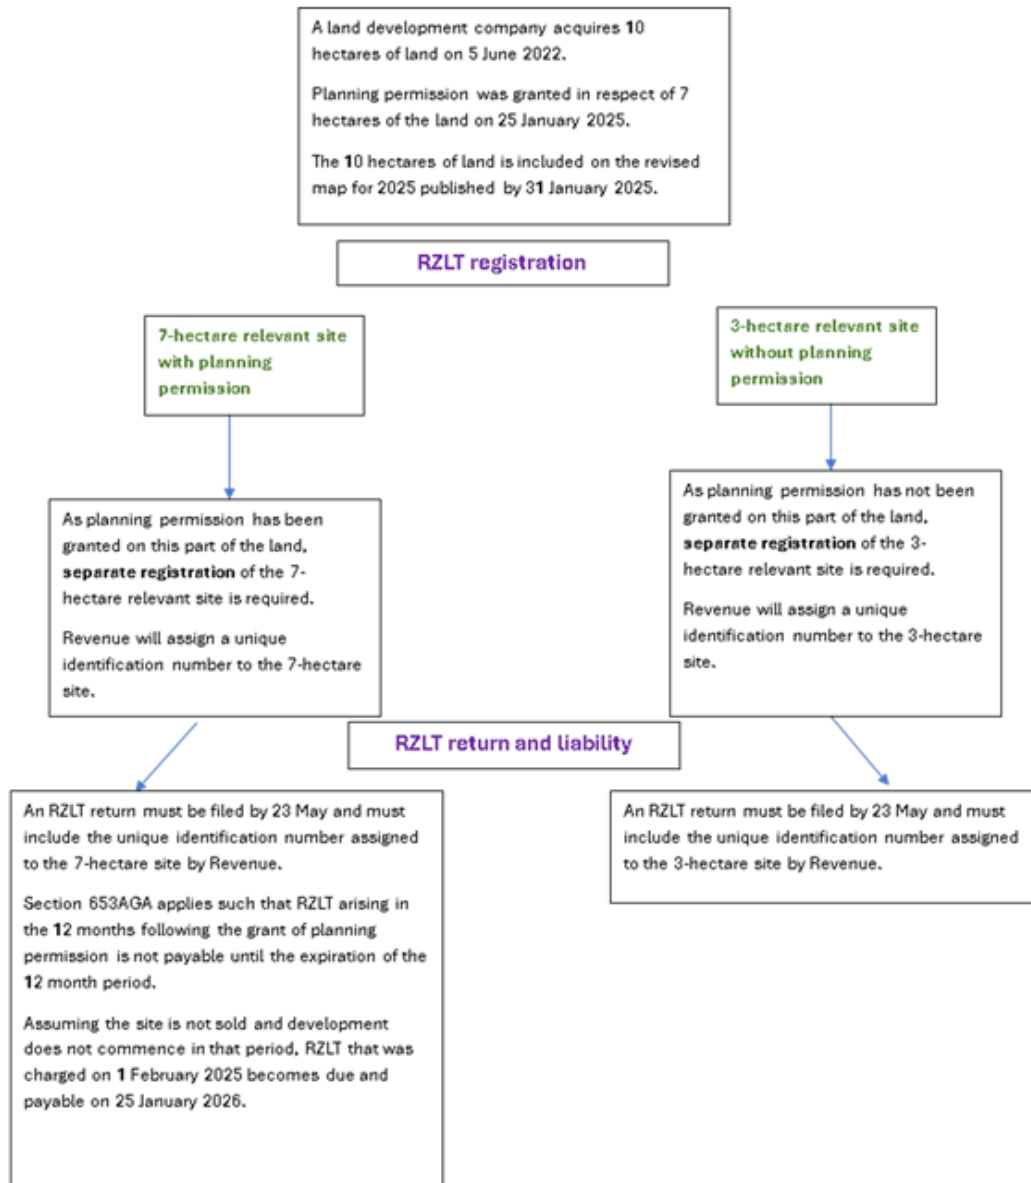 A land development company acquires 10
hectares of land on 5 June 2022.
Planning permission was granted in respect of 7
hectares of the land on 25 January 2025.
The 10 hectares of land is included on the revised
map for 2025 published by 31 January 2025.
RZLT registration
7-hectare relevant site
with planning
permission
3-hectare relevant site
without planning
permission
As planning permission has been
granted on this part of the land,
separate registration of the 7-
hectare relevant site is required.
Revenue will assign a unique
identification number to the 7-hectare
site.
As planning permission has not been
granted on this part of the land,
separate registration of the 3-
hectare relevant site is required.
Revenue will assign a unique
identification number to the 3-hectare
site.
RZLT return and liability
An RZLT return must be filed by 23 May and must
include the unique identification number assigned
to the 7-hectare site by Revenue.
Section 653AGA applies such that RZLT arising in
the 12 months following the grant of planning
permission is not payable until the expiration of the
12 month period.
Assuming the site is not sold and development
does not commence in that period, RZLT that was
charged on 1 February 2025 becomes due and
payable on 25 January 2026.
An RZLT return must be filed by 23 May and must
include the unique identification number assigned
to the 3-hectare site by Revenue.